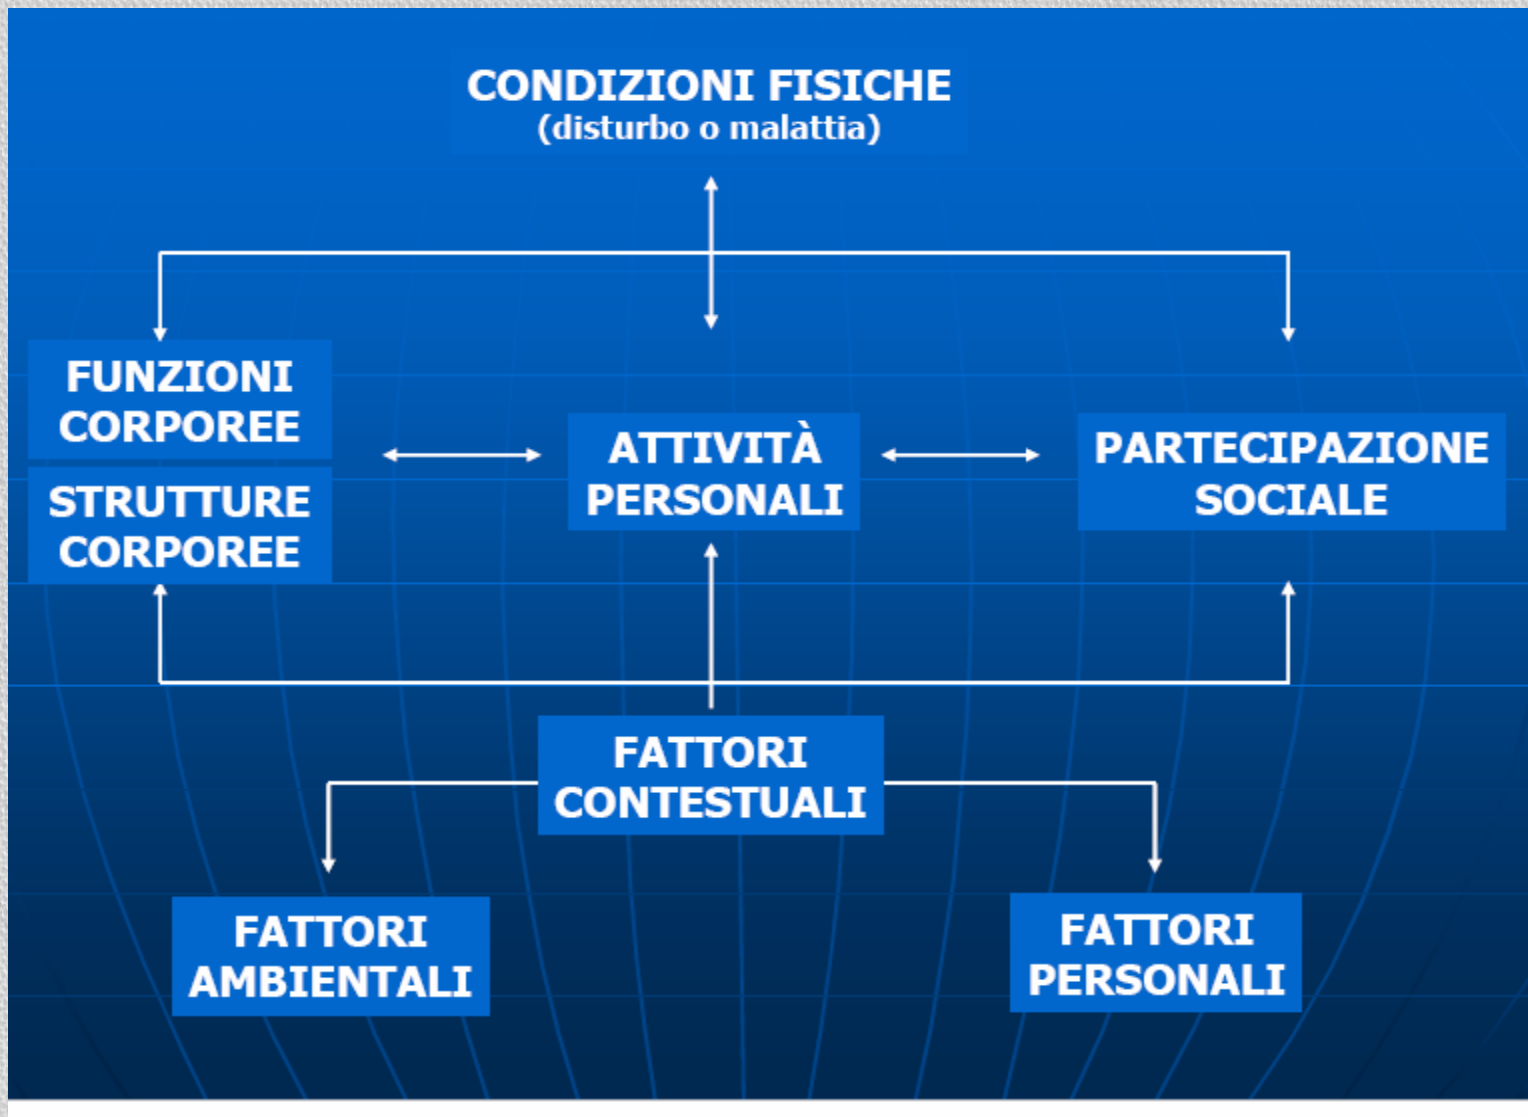 CONDIZIONI FISICHE
(disturbo o malattia)
FUNZIONI
CORPOREE
STRUTTURE
CORPOREE
ATTIVITÀ
PERSONALI
PARTECIPAZIONE
SOCIALE
FATTORI
CONTESTUALI
FATTORI
AMBIENTALI
FATTORI
PERSONALI